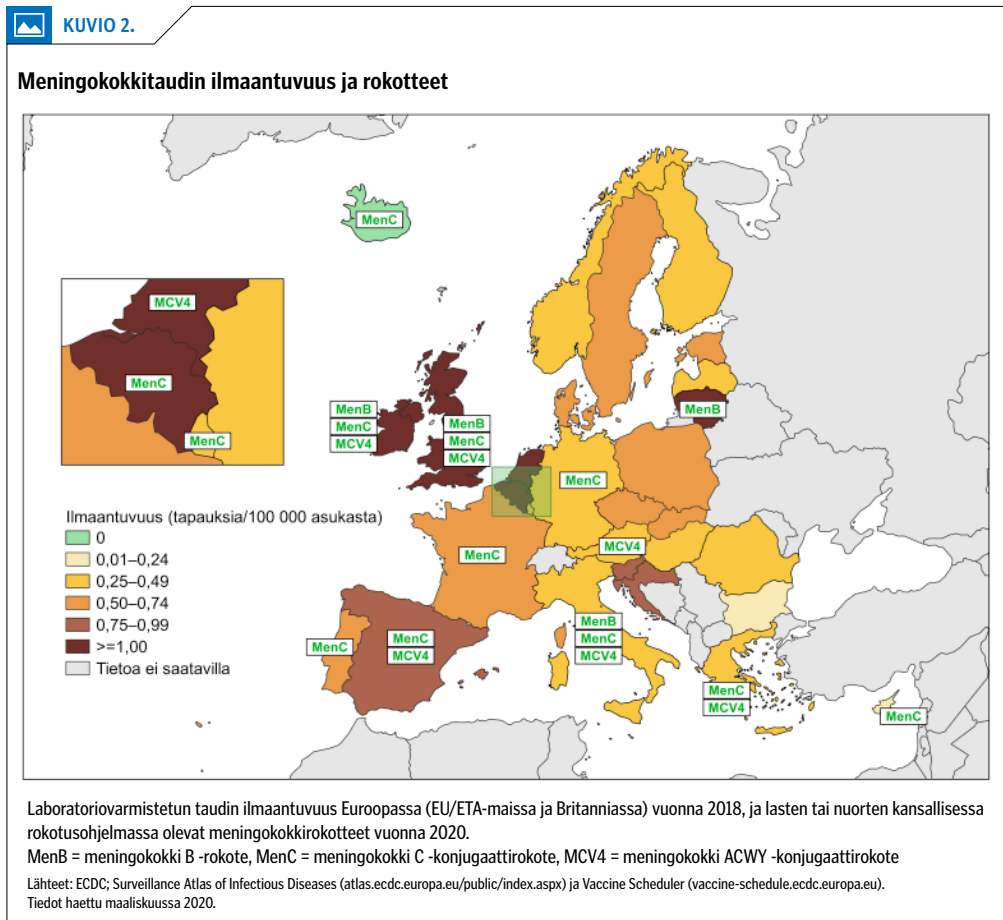 KUVIO 2.
Meningokokkitaudin ilmaantuvuus ja rokotteet
MenC
MCV4
MenC
MenC
MenB
MenC
MCV4
MenB
MenC
MCV4
MenB
MenC
MenC
MCV4
MenC
MenC
MCV4
MenB
MenC
MCV4
MenC
MCV4
MenC
Ilmaantuvuus (tapauksia/100 000 asukasta)
0
0,01–0,24
0,25–0,49
0,50–0,74
0,75–0,99
>=1,00
Tietoa ei saatavilla
Laboratoriovarmistetun taudin ilmaantuvuus Euroopassa (EU/ETA-maissa ja Britanniassa) vuonna 2018, ja lasten tai nuorten kansallisessa
rokotusohjelmassa olevat meningokokkirokotteet vuonna 2020.
MenB = meningokokki B -rokote, MenC = meningokokki C -konjugaattirokote, MCV4 = meningokokki ACWY -konjugaattirokote
Lähteet: ECDC; Surveillance Atlas of Infectious Diseases (atlas.ecdc.europa.eu/public/index.aspx) ja Vaccine Scheduler (vaccine-schedule.ecdc.europa.eu).
Tiedot haettu maaliskuussa 2020.